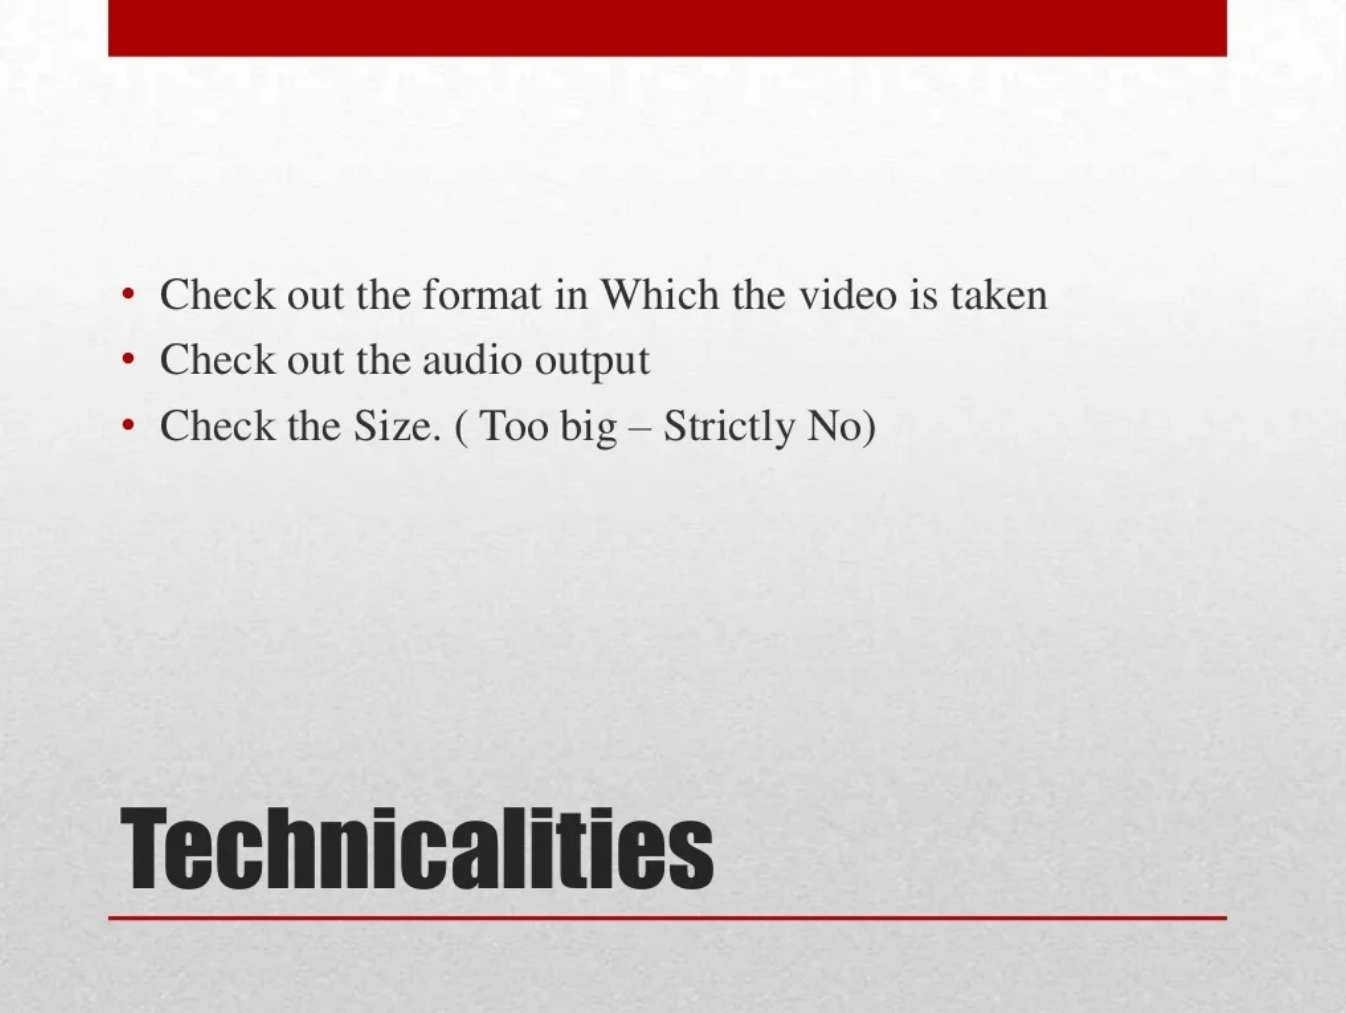 • Check out the format in Which the video is taken
• Check out the audio output
• Check the Size. ( Too big – Strictly No)
Technicalities